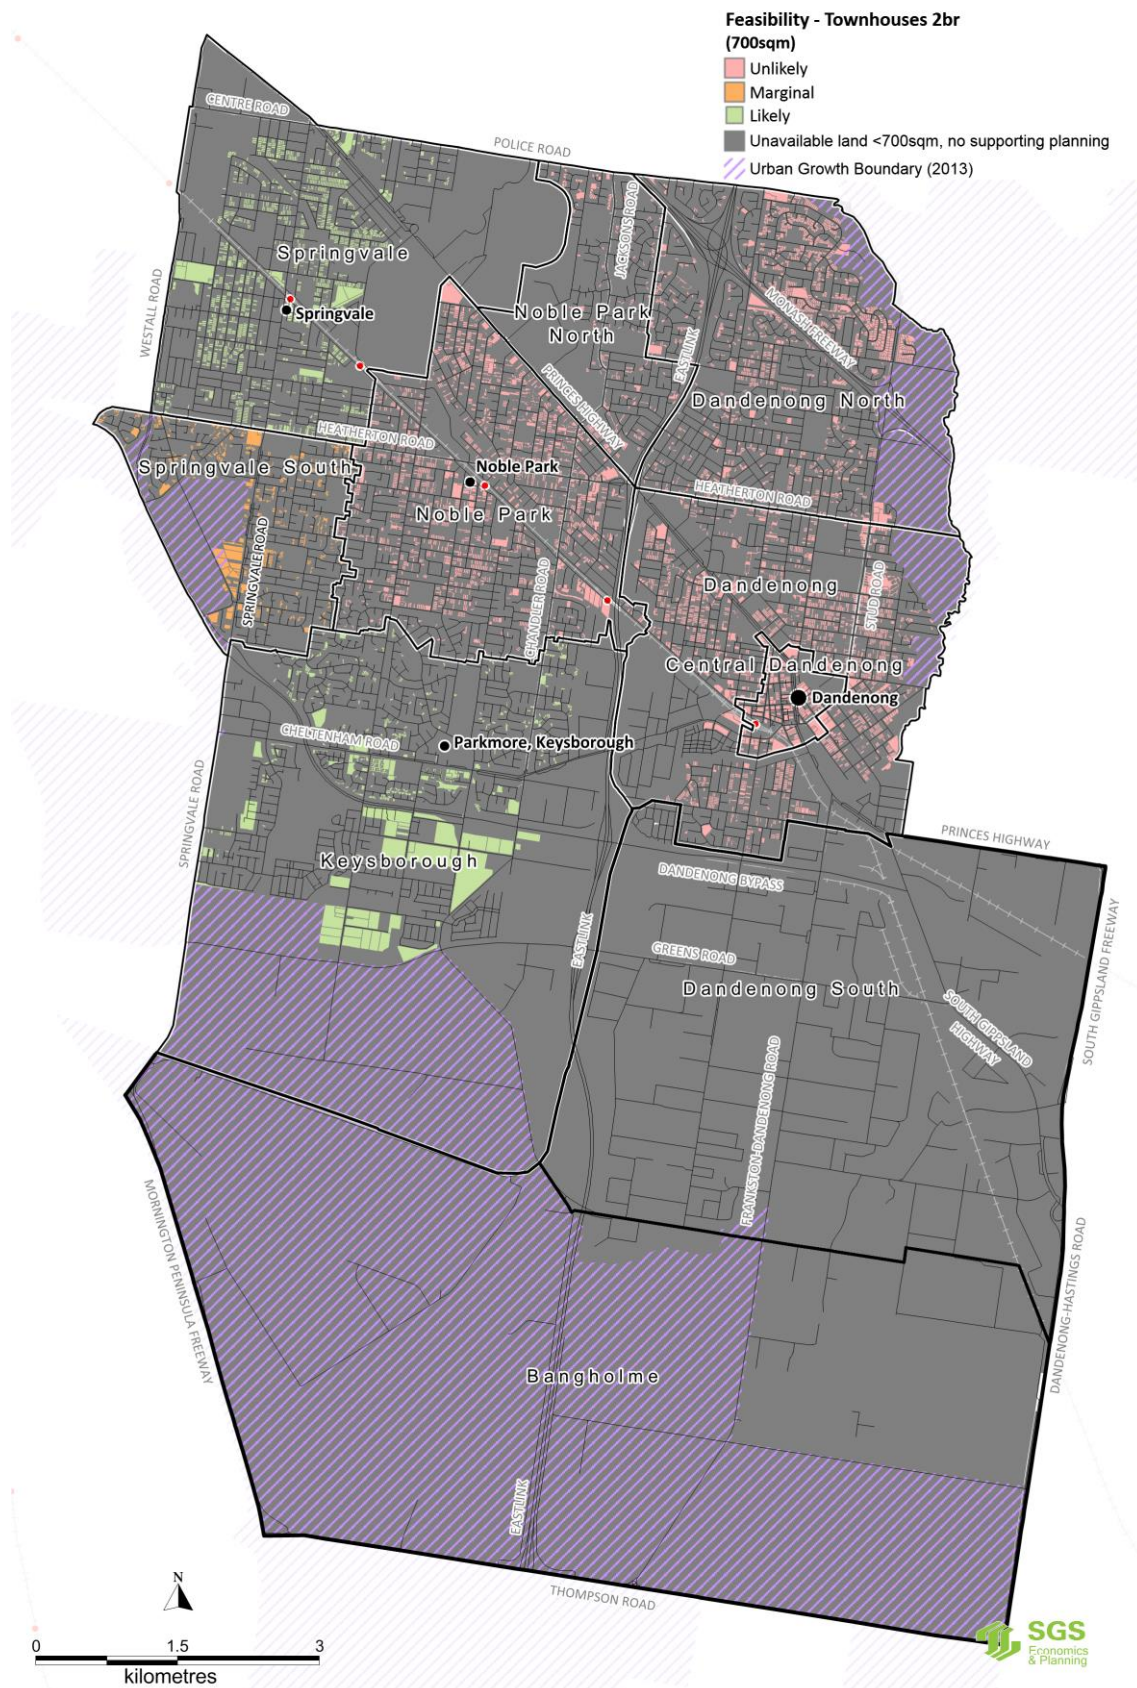 Feasibility - Townhouses 2br
(700sqm)
Unlikely
Marginal
Likely
Unavailable land <700sqm, no supporting planning
Urban Growth Boundary (2013)
CENTRE ROAD
POLICE ROAD
JACKSONS ROAD
Springvale
WESTALL ROAD
Springvale
Noble Park
North
MONASH FREEWAY
EASTLINK
PRINCES HIGHWAY
Dandenong North
HEATHERTON ROAD
Springvale South
Noble Park
HEATHERTON ROAD
Noble Park
SPRINGVALE ROAD
CHANDLER ROAD
Dandenong
STUD ROAD
Central Dandenong
Dandenong
CHELTENHAM ROAD
Parkmore, Keysborough
SPRINGVALE ROAD
PRINCES HIGHWAY
Keysborough
DANDENONG BYPASS
EASTLINK
GREENS ROAD
Dandenong South
SOUTH GIPPSLAND
HIGHWAY
SOUTH GIPPSLAND FREEWAY
FRANKSTON-DANDENONG ROAD
MORNINGTON PENINSULA FREEWAY
DANDENONG-HASTINGS ROAD
Bangholme
EASTLINK
THOMPSON ROAD
N
0 1.5 3
kilometres
SGS
Economics
& Planning